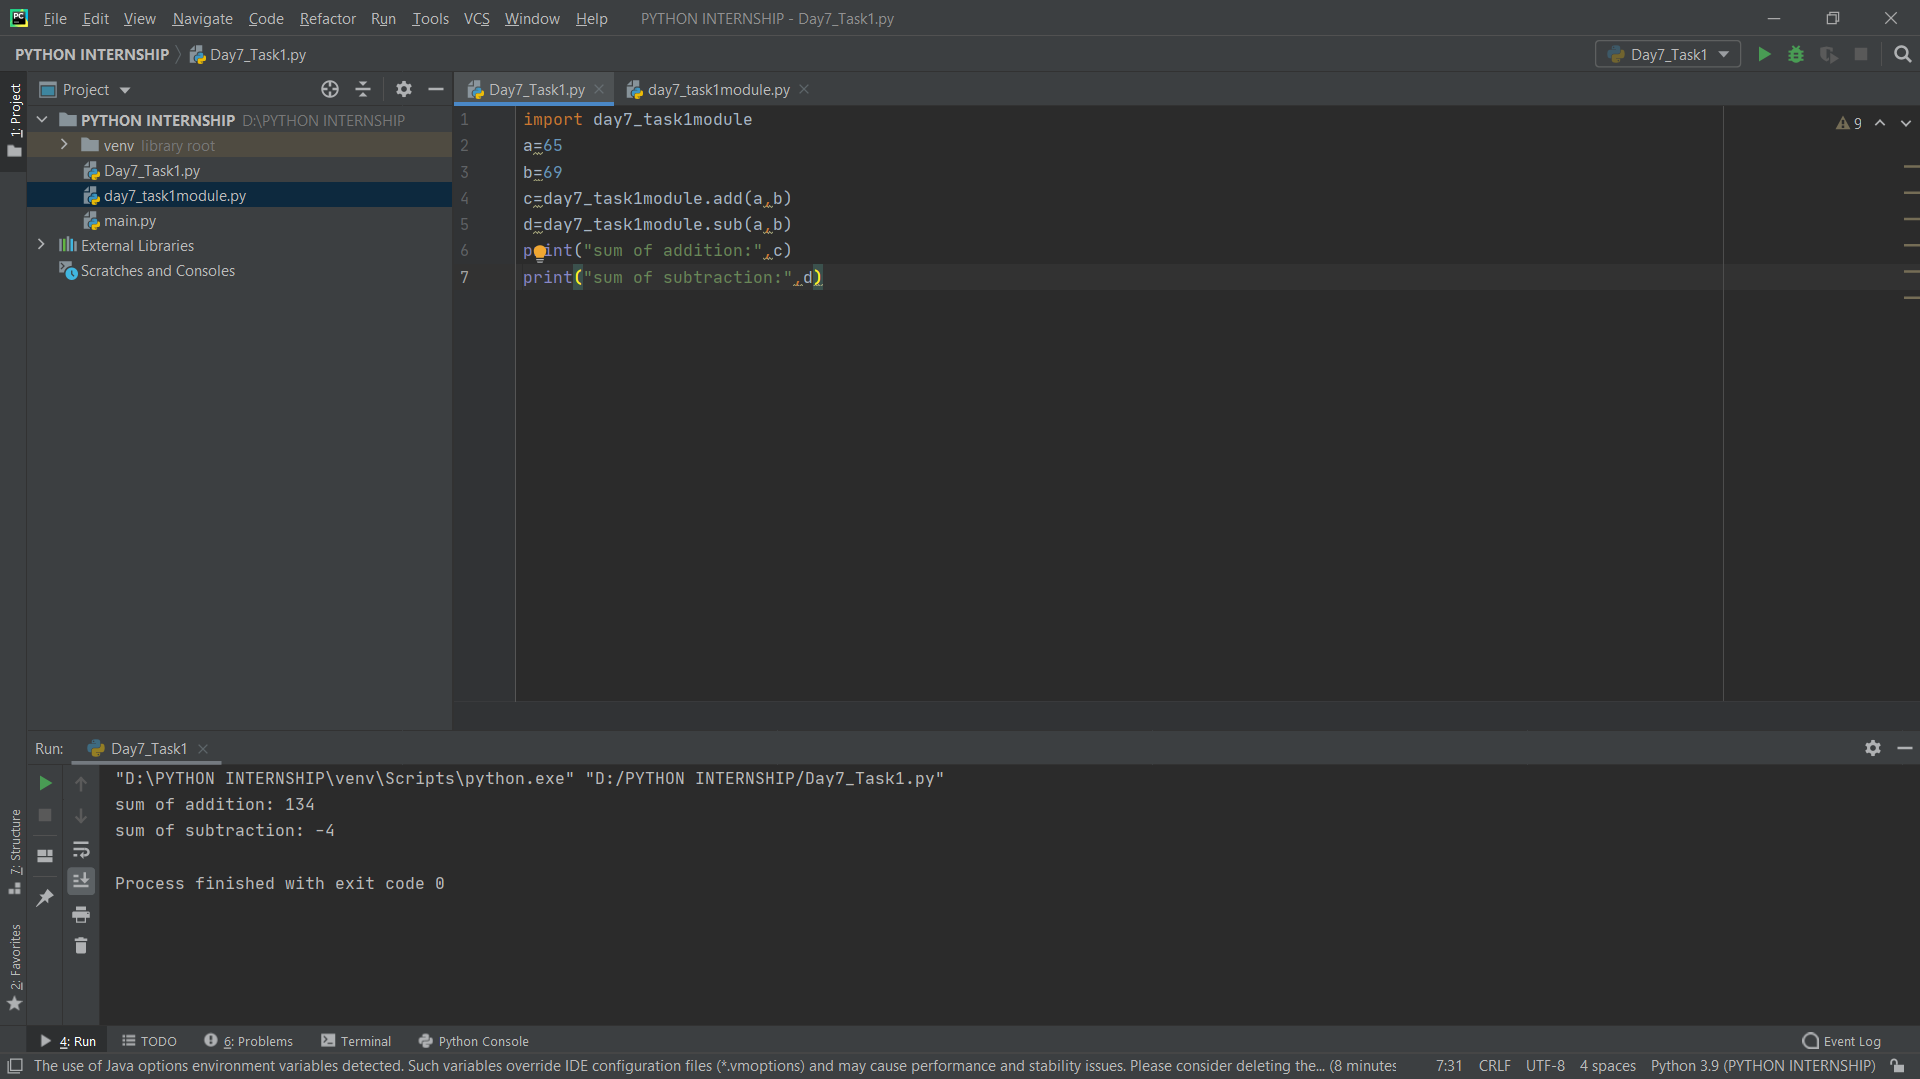 File Edit View Navigate Code Refactor Run Tools VCS Window Help PYTHON INTERNSHIP - Day7_Task1.py
PYTHON INTERNSHIP Day7_Task1.py Day7_Task1
1: Project
Project
PYTHON INTERNSHIP D:\PYTHON INTERNSHIP
venv library root
Day7_Task1.py
day7_task1module.py
main.py
External Libraries
Scratches and Consoles
Day7_Task1.py day7_task1module.py
9
1 import day7_task1module
2 a=65
3 b=69
4 c=day7_task1module.add(a,b)
5 d=day7_task1module.sub(a,b)
6 print("sum of addition:",c)
7 print("sum of subtraction:",d)
Run: Day7_Task1
"D:\PYTHON INTERNSHIP\venv\Scripts\python.exe" "D:/PYTHON INTERNSHIP/Day7_Task1.py"
sum of addition: 134
sum of subtraction: -4
Process finished with exit code 0
7: Structure
2: Favorites
4: Run TODO 6: Problems Terminal Python Console Event Log
The use of Java options environment variables detected. Such variables override IDE configuration files (*.vmoptions) and may cause performance and stability issues. Please consider deleting the... (8 minutes 7:31 CRLF UTF-8 4 spaces Python 3.9 (PYTHON INTERNSHIP)